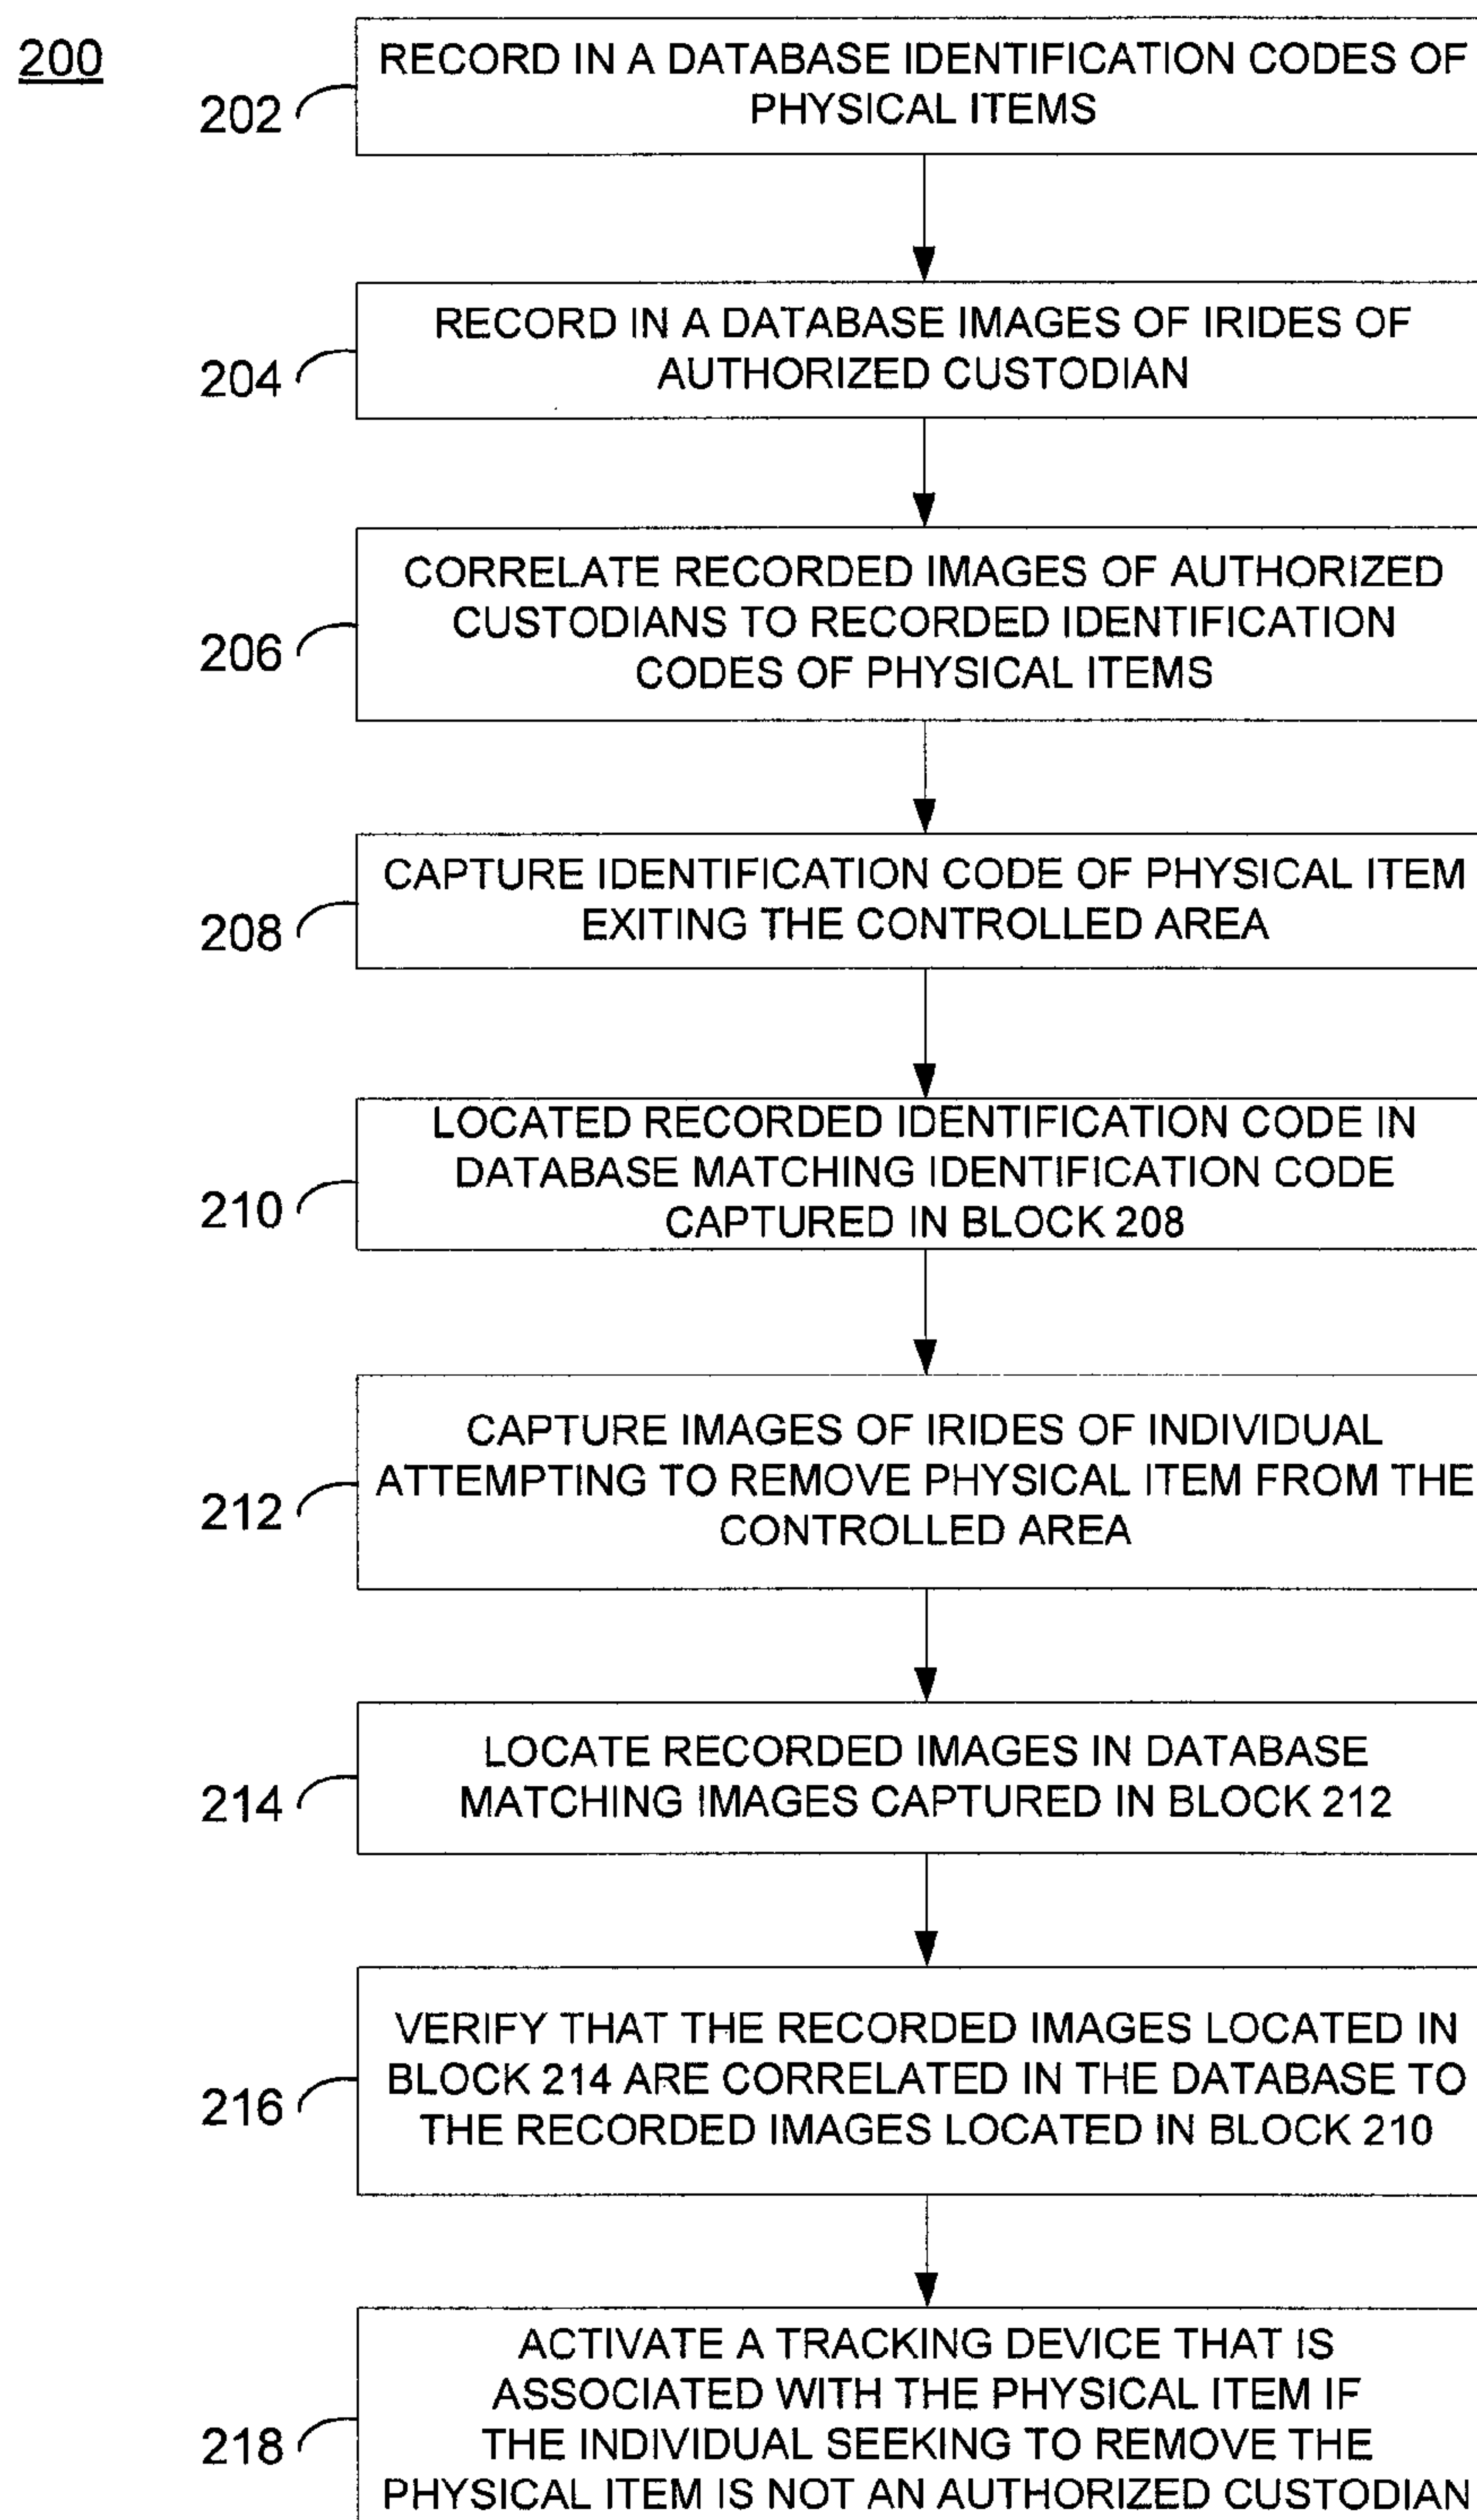 200
202
RECORD IN A DATABASE IDENTIFICATION CODES OF
PHYSICAL ITEMS
204
RECORD IN A DATABASE IMAGES OF IRIDES OF
AUTHORIZED CUSTODIAN
206
CORRELATE RECORDED IMAGES OF AUTHORIZED
CUSTODIANS TO RECORDED IDENTIFICATION
CODES OF PHYSICAL ITEMS
208
CAPTURE IDENTIFICATION CODE OF PHYSICAL ITEM
EXITING THE CONTROLLED AREA
210
LOCATED RECORDED IDENTIFICATION CODE IN
DATABASE MATCHING IDENTIFICATION CODE
CAPTURED IN BLOCK 208
212
CAPTURE IMAGES OF IRIDES OF INDIVIDUAL
ATTEMPTING TO REMOVE PHYSICAL ITEM FROM THE
CONTROLLED AREA
214
LOCATE RECORDED IMAGES IN DATABASE
MATCHING IMAGES CAPTURED IN BLOCK 212
216
VERIFY THAT THE RECORDED IMAGES LOCATED IN
BLOCK 214 ARE CORRELATED IN THE DATABASE TO
THE RECORDED IMAGES LOCATED IN BLOCK 210
218
ACTIVATE A TRACKING DEVICE THAT IS
ASSOCIATED WITH THE PHYSICAL ITEM IF
THE INDIVIDUAL SEEKING TO REMOVE THE
PHYSICAL ITEM IS NOT AN AUTHORIZED CUSTODIAN